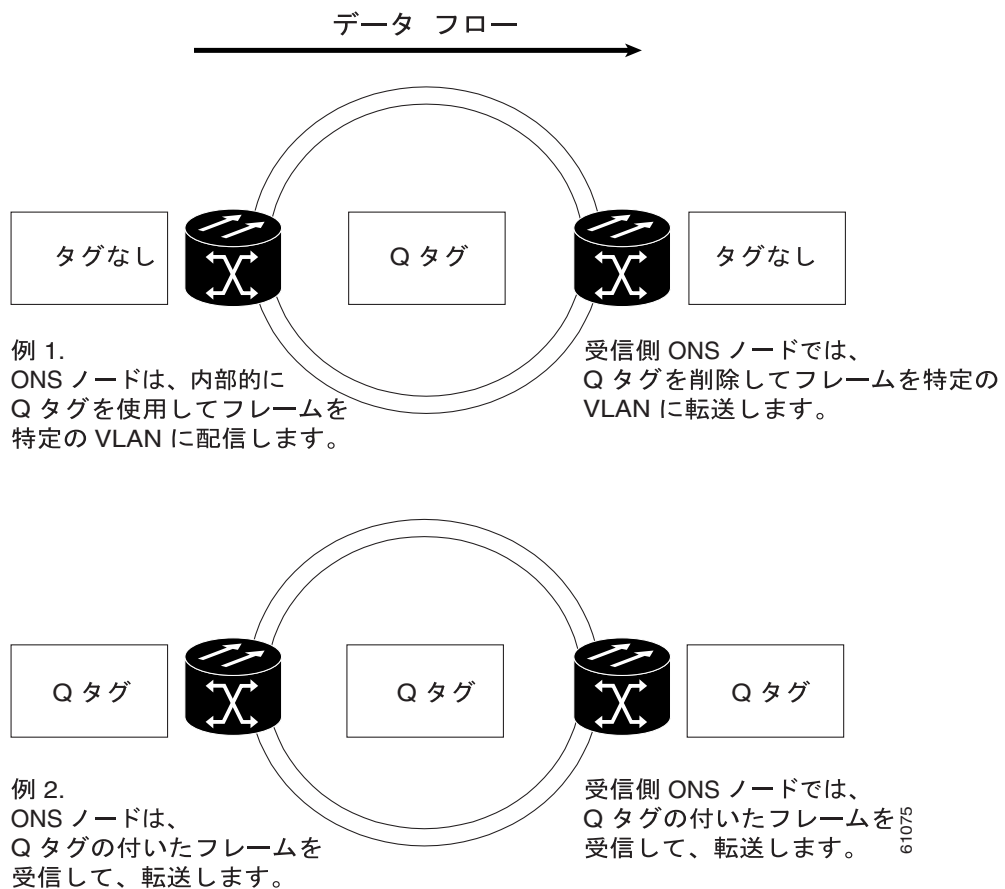 データ フロー
タグなし
Q タグ
タグなし
例 1.
ONS ノードは、内部的に
Q タグを使用してフレームを
特定の VLAN に配信します。
受信側 ONS ノードでは、
Q タグを削除してフレームを特定の
VLAN に転送します。
Q タグ
Q タグ
Q タグ
例 2.
ONS ノードは、
Q タグの付いたフレームを
受信して、転送します。
受信側 ONS ノードでは、
Q タグの付いたフレームを
受信して、転送します。
61075